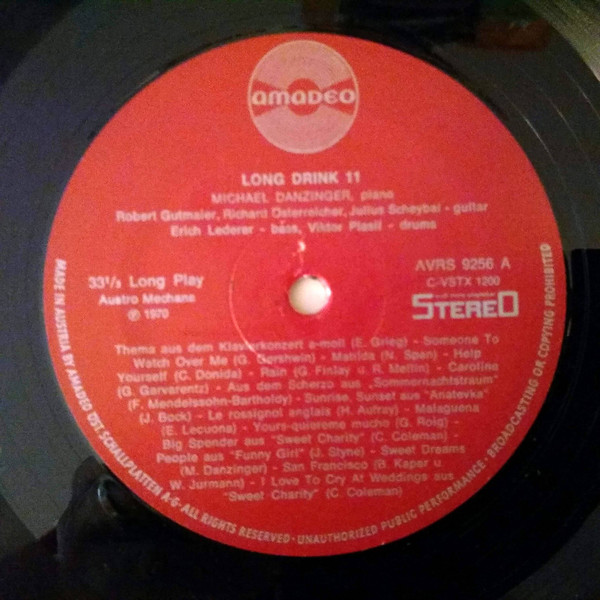 amaDeo
LONG DRINK 11
MICHAEL DANZINGER, piano
Robert Gutmaier, Richard Österreicher, Julius Scheybal - guitar
Erich Lederer - bass, Viktor Plasil - drums
33 1/3 Long Play
Austro Mechana
℗ 1970
AVRS 9256 A
C-VSTX 1200
STEREO
Thema aus dem Klavierkonzert a-moll (E. Grieg) - Someone To
Watch Over Me (G. Gershwin) - Matilda (N. Span) - Help
Yourself (C. Donida) - Rain (G. Finlay u. R. Mellin) - Caroline
(G. Garvarentz) - Aus dem Scherzo aus „Sommernachtstraum"
(F. Mendelssohn-Bartholdy) - Sunrise, Sunset aus "Anatevka"
(J. Bock) - Le rossignol anglais (H. Aufray) - Malaguena
(E. Lecuona) - Yours-quiereme mucho (G. Roig) -
Big Spender aus "Sweet Charity" (C. Coleman) -
People aus "Funny Girl" (J. Styne) - Sweet Dreams
(M. Danzinger) - San Francisco (B. Kaper u.
W. Jurmann) - I Love To Cry At Weddings aus
"Sweet Charity" (C. Coleman)
MADE IN AUSTRIA BY AMADEO ÖST. SCHALLPLATTEN A-G - ALL RIGHTS RESERVED - UNAUTHORIZED PUBLIC PERFORMANCE - BROADCASTING OR COPYING PROHIBITED